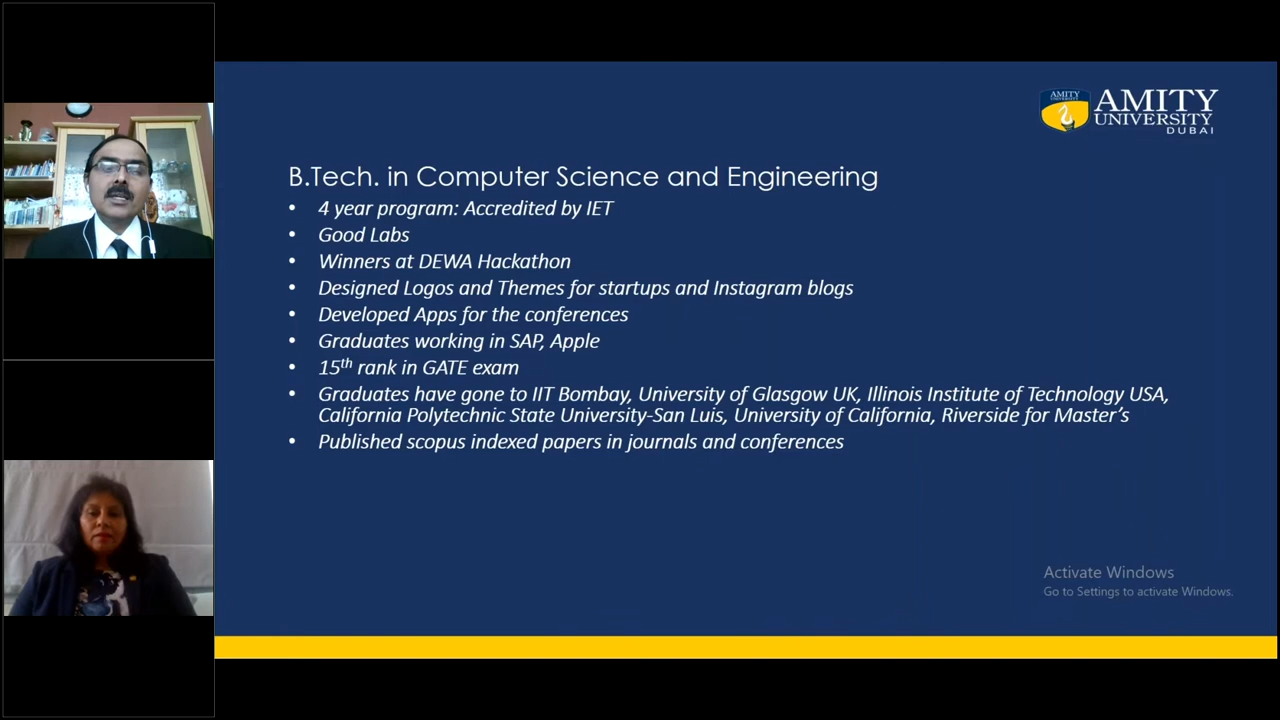 AMITY
UNIVERSITY
AMITY
UNIVERSITY
DUBAI
B.Tech. in Computer Science and Engineering
• 4 year program: Accredited by IET
• Good Labs
• Winners at DEWA Hackathon
• Designed Logos and Themes for startups and Instagram blogs
• Developed Apps for the conferences
• Graduates working in SAP, Apple
• 15th rank in GATE exam
• Graduates have gone to IIT Bombay, University of Glasgow UK, Illinois Institute of Technology USA,
California Polytechnic State University-San Luis, University of California, Riverside for Master’s
• Published scopus indexed papers in journals and conferences
Activate Windows
Go to Settings to activate Windows.